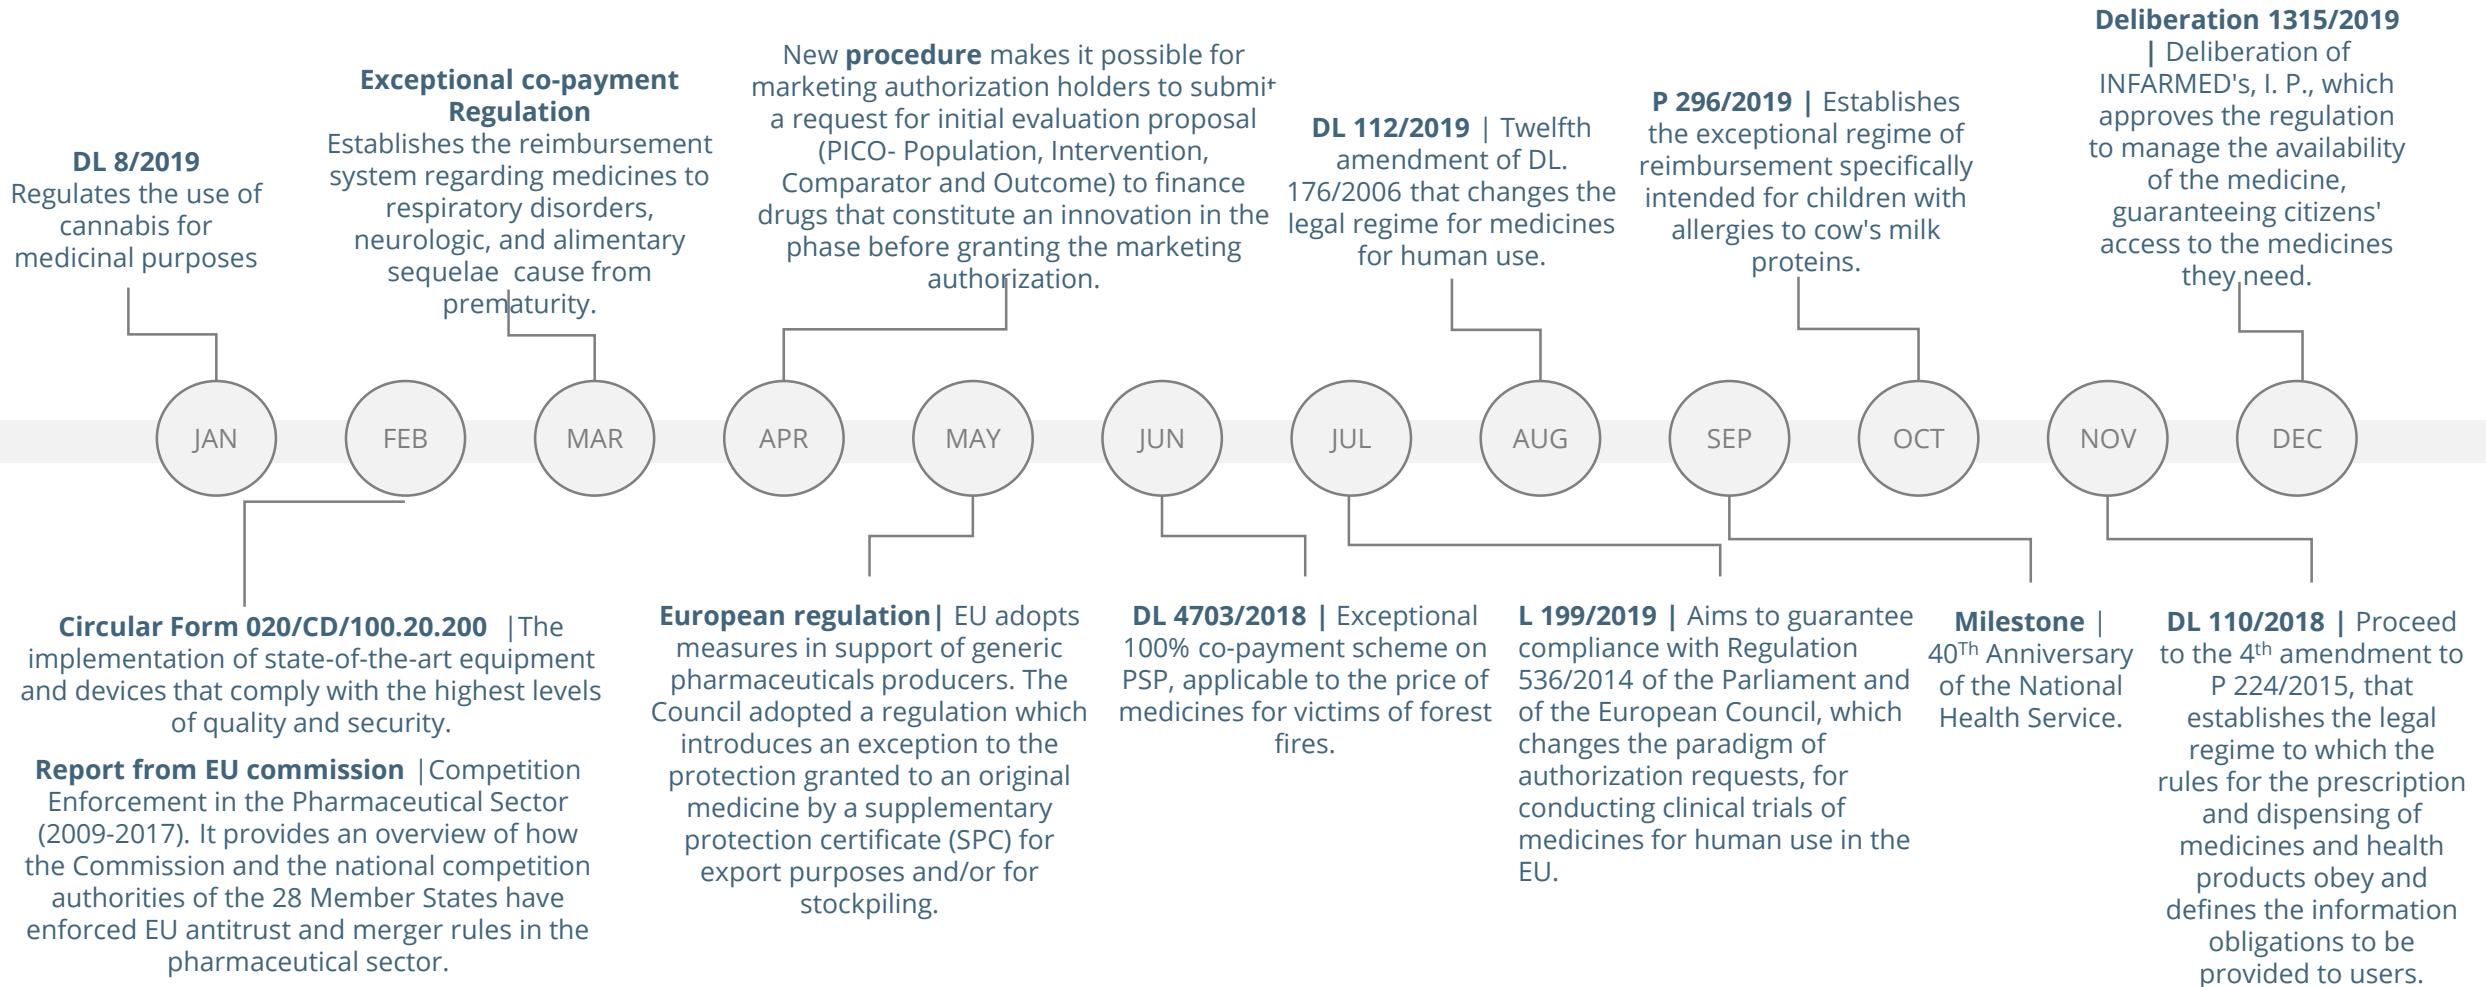 DL 8/2019
Regulates the use of
cannabis for
medicinal purposes
Exceptional co-payment
Regulation
Establishes the reimbursement
system regarding medicines to
respiratory disorders,
neurologic, and alimentary
sequelae  cause from
prematurity.
New procedure makes it possible for
marketing authorization holders to submit
a request for initial evaluation proposal
(PICO- Population, Intervention,
Comparator and Outcome) to finance
drugs that constitute an innovation in the
phase before granting the marketing
authorization.
DL 112/2019 | Twelfth
amendment of DL.
176/2006 that changes the
legal regime for medicines
for human use.
P 296/2019 | Establishes
the exceptional regime of
reimbursement specifically
intended for children with
allergies to cow's milk
proteins.
Deliberation 1315/2019
| Deliberation of
INFARMED's, I. P., which
approves the regulation
to manage the availability
of the medicine,
guaranteeing citizens'
access to the medicines
they need.
JAN
FEB
MAR
APR
MAY
JUN
JUL
AUG
SEP
OCT
NOV
DEC
Circular Form 020/CD/100.20.200 |The
implementation of state-of-the-art equipment
and devices that comply with the highest levels
of quality and security.
Report from EU commission |Competition
Enforcement in the Pharmaceutical Sector
(2009-2017). It provides an overview of how
the Commission and the national competition
authorities of the 28 Member States have
enforced EU antitrust and merger rules in the
pharmaceutical sector.
European regulation| EU adopts
measures in support of generic
pharmaceuticals producers. The
Council adopted a regulation which
introduces an exception to the
protection granted to an original
medicine by a supplementary
protection certificate (SPC) for
export purposes and/or for
stockpiling.
DL 4703/2018 | Exceptional
100% co-payment scheme on
PSP, applicable to the price of
medicines for victims of forest
fires.
L 199/2019 | Aims to guarantee
compliance with Regulation
536/2014 of the Parliament and
of the European Council, which
changes the paradigm of
authorization requests, for
conducting clinical trials of
medicines for human use in the
EU.
Milestone |
40Th Anniversary
of the National
Health Service.
DL 110/2018 | Proceed
to the 4th amendment to
P 224/2015, that
establishes the legal
regime to which the
rules for the prescription
and dispensing of
medicines and health
products obey and
defines the information
obligations to be
provided to users.